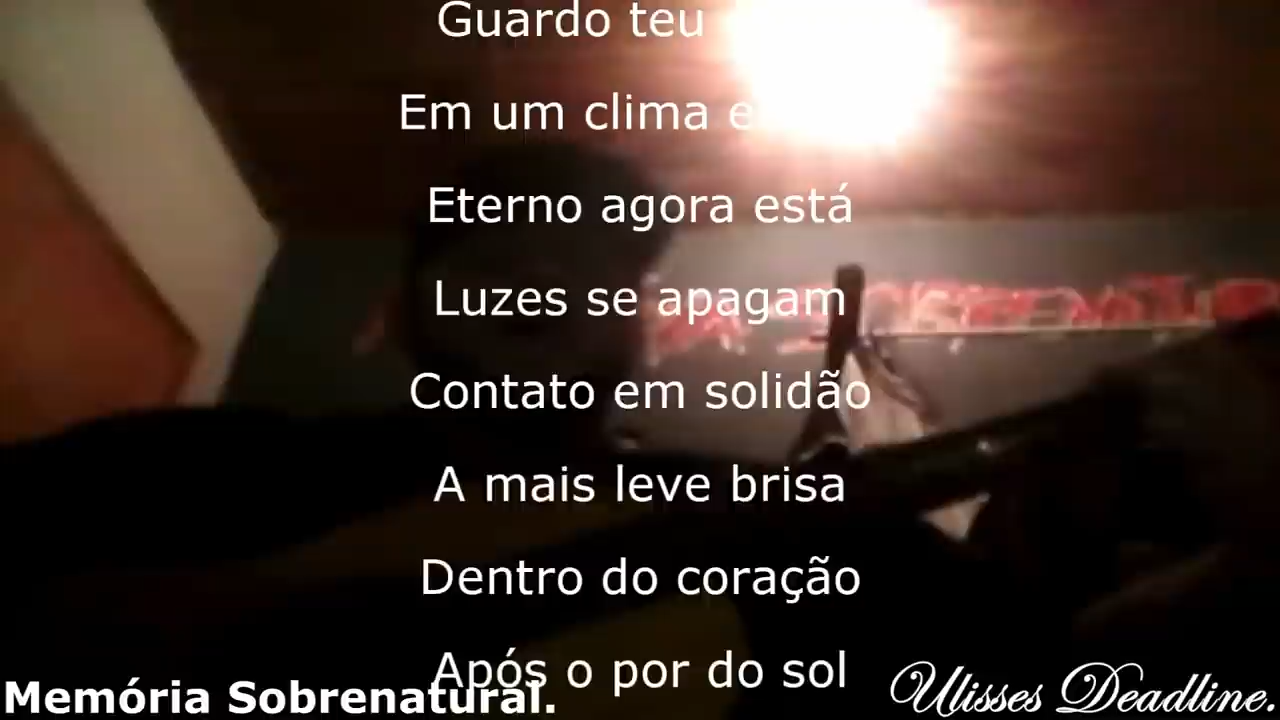 Guardo teu
Em um clima e
Eterno agora está
Luzes se apagam
Contato em solidão
A mais leve brisa
Dentro do coração
Após o por do sol
Memória Sobrenatural.
Ulisses Deadline.